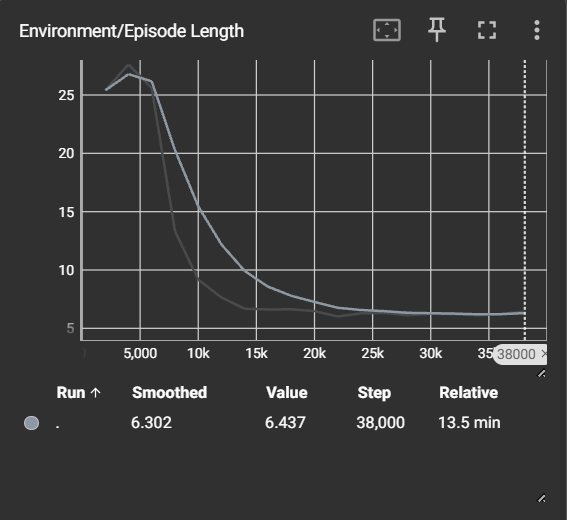 Environment/Episode Length
25
20
15
10
5
5,000 10k 15k 20k 25k 30k 35 38000 ×
Run ↑ Smoothed Value Step Relative
. 6.302 6.437 38,000 13.5 min